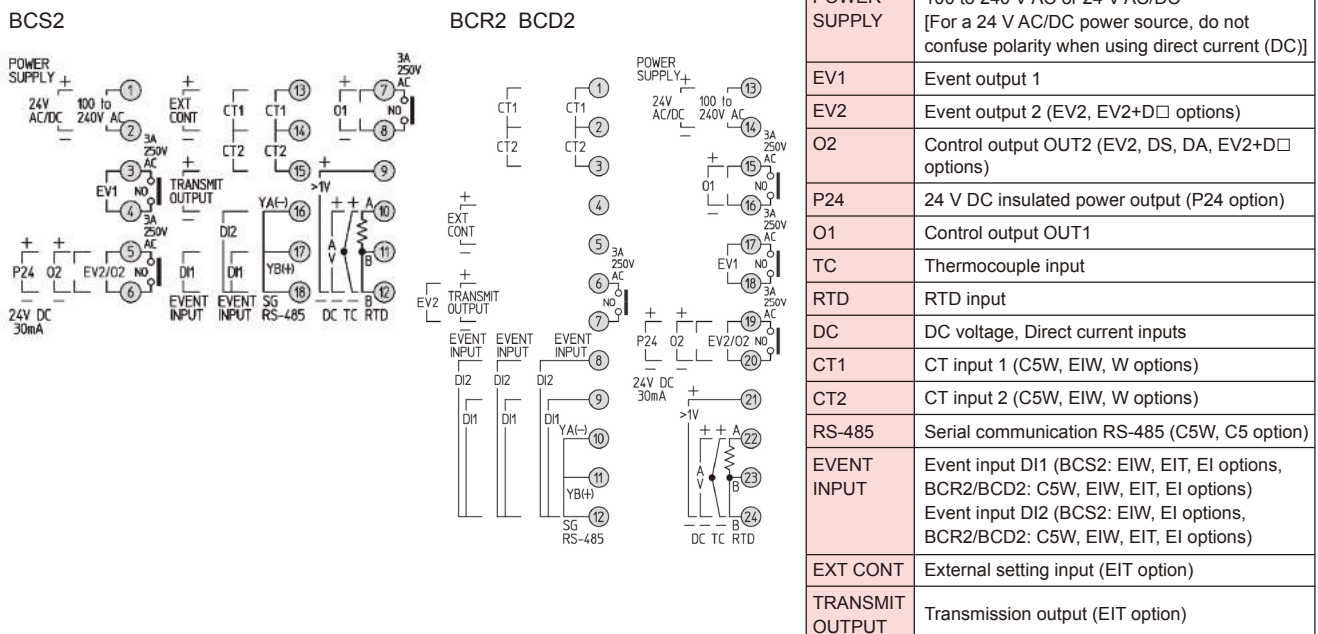 BCS2
POWER
SUPPLY
+
24V
AC/DC
100 to
240V AC
−
1
2
3A
250V
AC
3
EV1
NO
4
3A
250V
AC
+ +
5
P24 O2 EV2/O2 NO
6
− −
24V DC
30mA
+
EXT
CONT
−
+
TRANSMIT
OUTPUT
−
CT1
CT2
CT1
CT2
13
14
15
DI2
YA(−) 16
17
YB(+)
18
DI1
DI1
EVENT
INPUT
EVENT
INPUT
SG
RS-485
3A
250V
AC
+
7
O1
NO
8
−
+
9
>1V
+ + A 10
A
V
B 11
B 12
− − −
DC TC RTD
BCR2 BCD2
1
CT1 CT1
2
CT2 CT2
3
+
4
EXT
CONT
−
5
3A
250V
AC
+
6
EV2
TRANSMIT
OUTPUT
NO
−
7
EVENT
INPUT
EVENT
INPUT
EVENT
INPUT
8
DI2 DI2 DI2
9
DI1 DI1 DI1
YA(−)
10
11
YB(+)
12
SG
RS-485
POWER
SUPPLY
+
13
24V
AC/DC
100 to
240V AC
−
14
3A
250V
AC
+
15
O1
NO
−
16
3A
250V
AC
17
EV1 NO
18
3A
250V
AC
+ +
19
P24 O2 EV2/O2 NO
20
− −
24V DC
30mA
+
21
>1V
+ + A 22
A
V
B 23
B 24
− − −
DC TC RTD
POWER
SUPPLY
100 to 240 V AC or 24 V AC/DC
[For a 24 V AC/DC power source, do not
confuse polarity when using direct current (DC)]
EV1 Event output 1
EV2 Event output 2 (EV2, EV2+D□ options)
O2 Control output OUT2 (EV2, DS, DA, EV2+D□
options)
P24 24 V DC insulated power output (P24 option)
O1 Control output OUT1
TC Thermocouple input
RTD RTD input
DC DC voltage, Direct current inputs
CT1 CT input 1 (C5W, EIW, W options)
CT2 CT input 2 (C5W, EIW, W options)
RS-485 Serial communication RS-485 (C5W, C5 option)
EVENT
INPUT
Event input DI1 (BCS2: EIW, EIT, EI options,
BCR2/BCD2: C5W, EIW, EIT, EI options)
Event input DI2 (BCS2: EIW, EI options,
BCR2/BCD2: C5W, EIW, EIT, EI options)
EXT CONT External setting input (EIT option)
TRANSMIT
OUTPUT
Transmission output (EIT option)